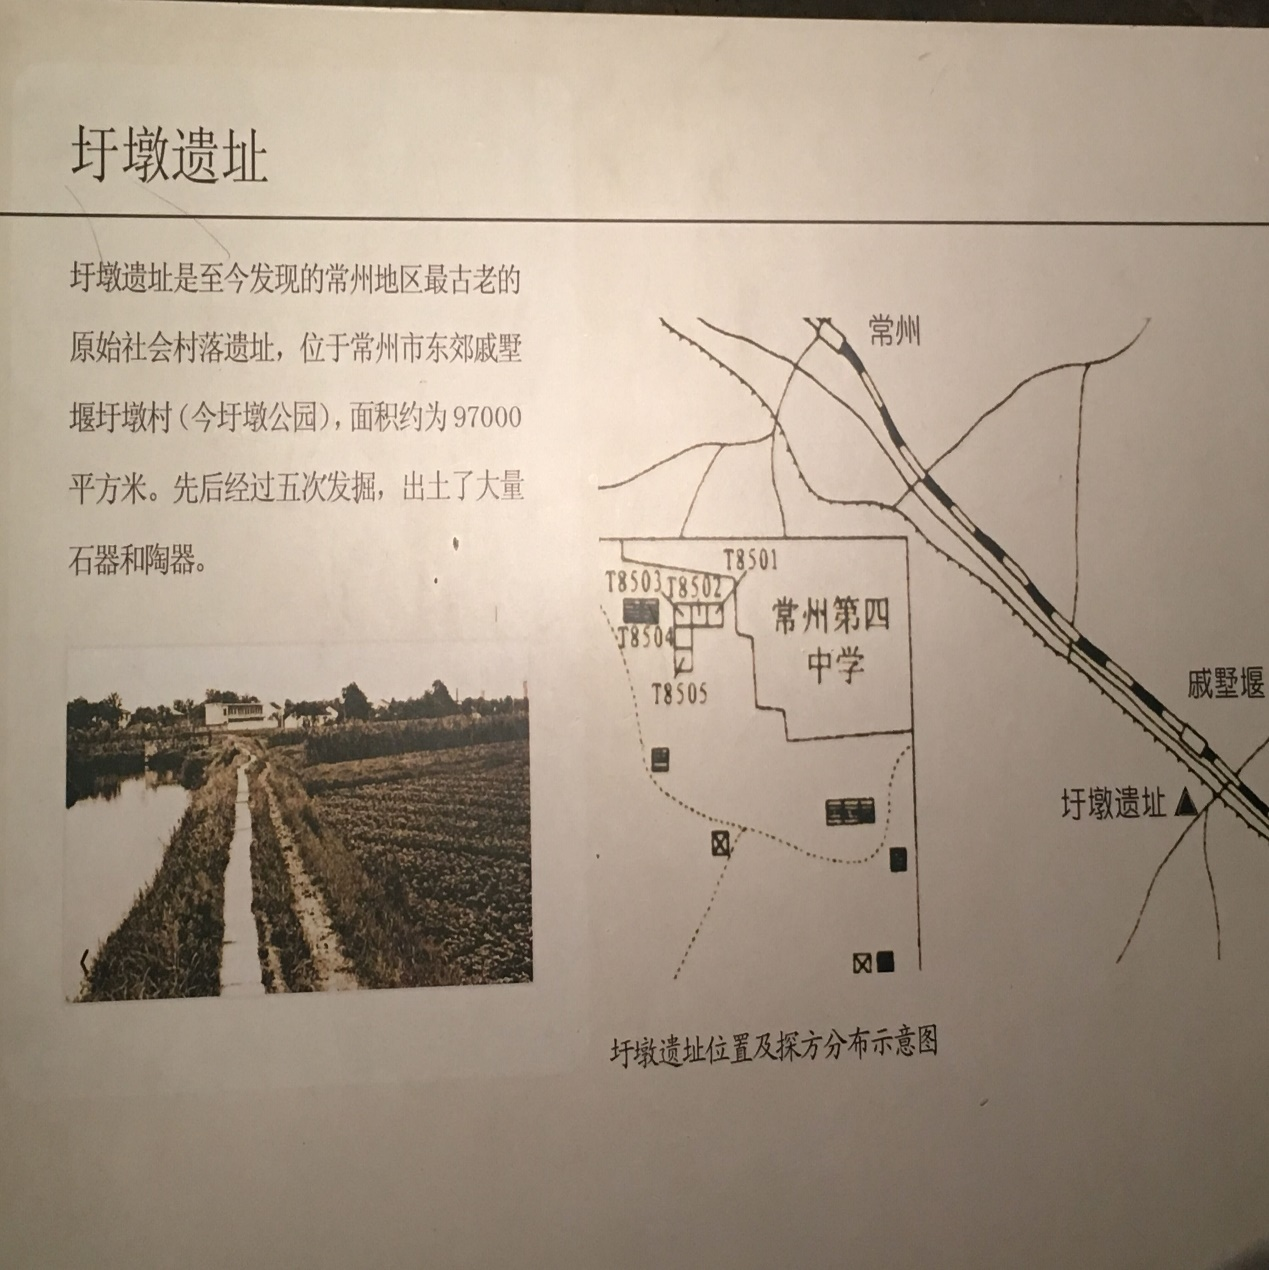 圩墩遗址
圩墩遗址是至今发现的常州地区最古老的
原始社会村落遗址，位于常州市东郊戚墅
堰圩墩村（今圩墩公园），面积约为97000
平方米。先后经过五次发掘，出土了大量
石器和陶器。
常州
T8501
T8503
T8502
T8504
T8505
常州第四
中学
戚墅堰
圩墩遗址
圩墩遗址位置及探方分布示意图